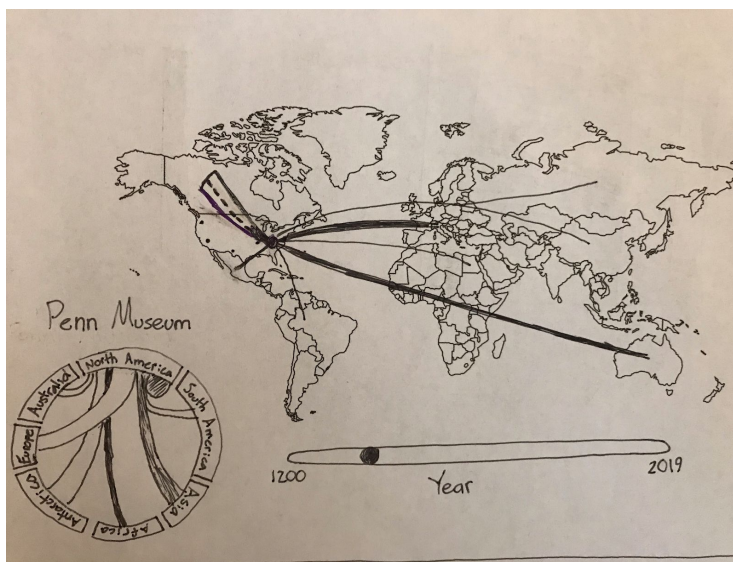 Penn Museum
North America
South America
Asia
Africa
Antarctica
Europe
Australia
1200
2019
Year